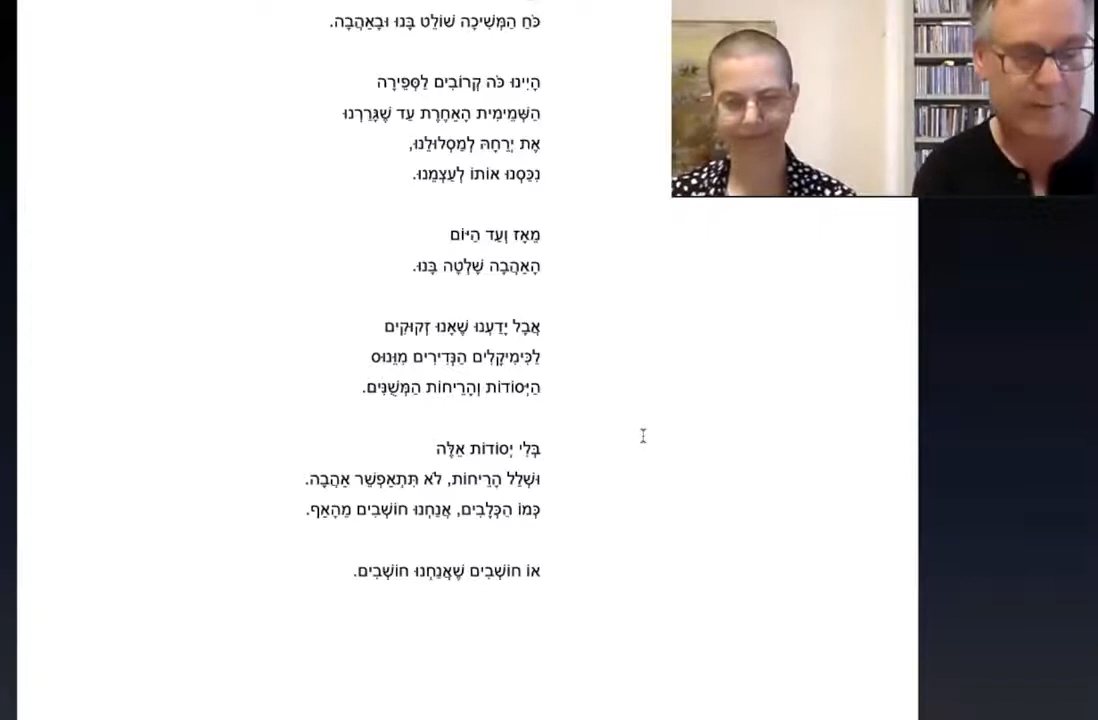 כֹּחַ הַמְּשִׁיכָה שׁוֹלֵט בָּנוּ וּבָאַהֲבָה.
הָיִינוּ כֹּה קְרוֹבִים לַסְּפֵירָה
הַשְּׁמֵימִית הָאַחֶרֶת עַד שֶׁגָּרַרְנוּ
אֶת יְרֵחָהּ לְמַסְלוּלֵנוּ,
נִכַּסְנוּ אוֹתוֹ לְעַצְמֵנוּ.
מֵאָז וְעַד הַיּוֹם
הָאַהֲבָה שָׁלְטָה בָּנוּ.
אֲבָל יָדַעְנוּ שֶׁאָנוּ זְקוּקִים
לַכִּימִיקָלִים הַנְּדִירִים מִוֵּנוּס
הַיְּסוֹדוֹת וְהָרֵיחוֹת הַמְּשֻׁנִּים.
בְּלִי יְסוֹדוֹת אֵלֶּה
וּשְׁלַל הָרֵיחוֹת, לֹא תִּתְאַפְשֵׁר אַהֲבָה.
כְּמוֹ הַכְּלָבִים, אֲנַחְנוּ חוֹשְׁבִים מֵהָאַף.
אוֹ חוֹשְׁבִים שֶׁאֲנַחְנוּ חוֹשְׁבִים.